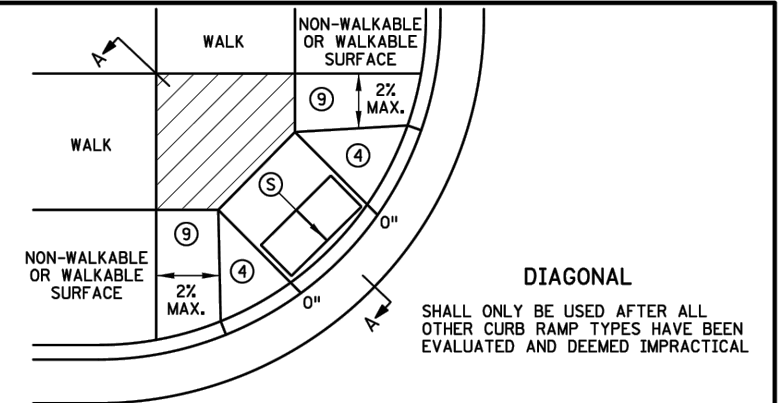 A
WALK
NON-WALKABLE
OR WALKABLE
SURFACE
9
2%
MAX.
WALK
4
S
0"
9
NON-WALKABLE
OR WALKABLE
SURFACE
4
2%
MAX.
0"
A
DIAGONAL
SHALL ONLY BE USED AFTER ALL
OTHER CURB RAMP TYPES HAVE BEEN
EVALUATED AND DEEMED IMPRACTICAL